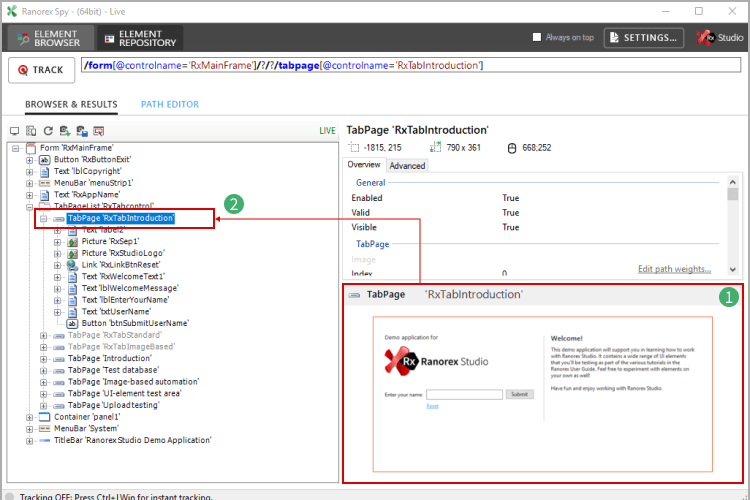 Ranorex Spy - (64bit) - Live
ELEMENT BROWSER
ELEMENT REPOSITORY
Always on top
SETTINGS...
Rx Studio
TRACK
/form[@controlname='RxMainFrame']/?/?/tabpage[@controlname='RxTabIntroduction']
BROWSER & RESULTS
PATH EDITOR
LIVE
Form 'RxMainFrame'
Button 'RxButtonExit'
Text 'lblCopyright'
MenuBar 'menuStrip1'
Text 'RxAppName'
TabPageList 'RxTabcontrol'
TabPage 'RxTabIntroduction'
Text 'label2'
Picture 'RxSep1'
Picture 'RxStudioLogo'
Link 'RxLinkBtnReset'
Text 'RxWelcomeText1'
Text 'lblWelcomeMessage'
Text 'lblEnterYourName'
Text 'txtUserName'
Button 'btnSubmitUserName'
TabPage 'RxTabStandard'
TabPage 'RxTabImageBased'
TabPage 'Introduction'
TabPage 'Test database'
TabPage 'Image-based automation'
TabPage 'UI-element test area'
TabPage 'Upload testing'
Container 'panel1'
MenuBar 'System'
TitleBar 'Ranorex Studio Demo Application'
2
TabPage 'RxTabIntroduction'
-1815, 215
790 x 361
668;252
Overview
Advanced
General
Enabled True
Valid True
Visible True
TabPage
Image
Index 0
Edit path weights...
TabPage 'RxTabIntroduction'
1
Demo application for
Rx Ranorex Studio
Enter your name
Submit
Reset
Welcome!
This demo application will support you in learning how to work
with Ranorex Studio. It contains a wide range of UI elements
that you'll be testing as part of the various tutorials in the
Ranorex User Guide. Feel free to experiment with elements on
your own as well!
Have fun and enjoy working with Ranorex Studio.
Tracking OFF: Press Ctrl+Win for instant tracking.